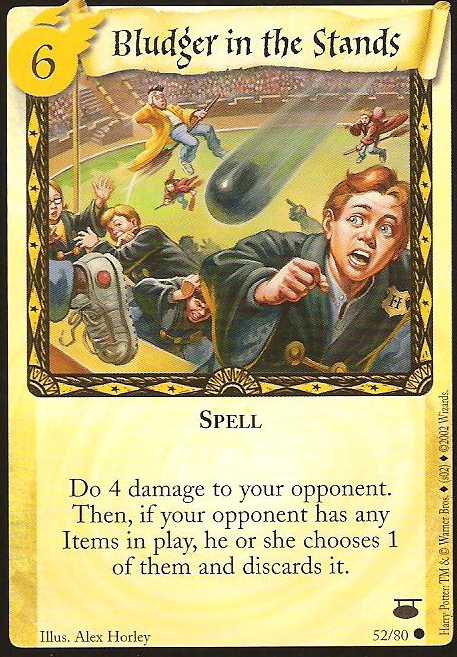 6
Bludger in the Stands
H
SPELL
Do 4 damage to your opponent.
Then, if your opponent has any
Items in play, he or she chooses 1
of them and discards it.
Illus. Alex Horley
52/80
Harry Potter: TM & © Warner Bros. ◆ (s02) ◆ ©2002 Wizards.